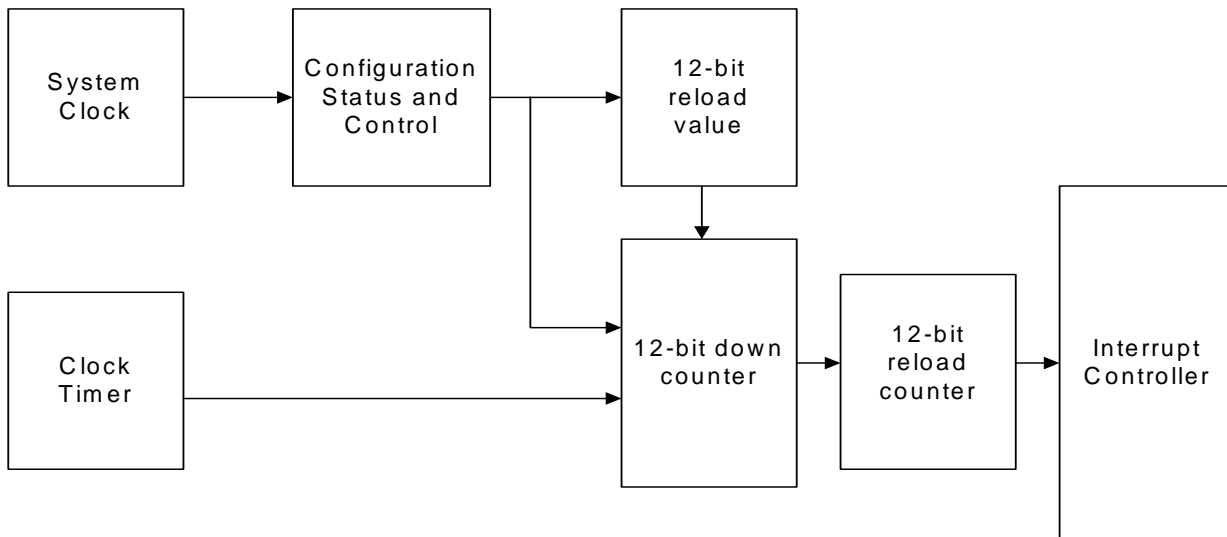 System
Clock
Configuration
Status and
Control
12-bit
reload
value
Clock
Timer
12-bit down
counter
12-bit
reload
counter
Interrupt
Controller